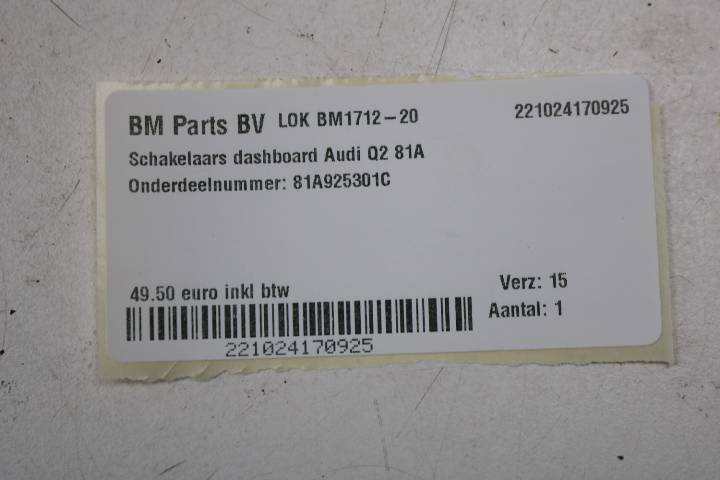 BM Parts BV LOK BM1712-20 221024170925
Schakelaars dashboard Audi Q2 81A
Onderdeelnummer: 81A925301C
49.50 euro inkl btw Verz: 15
Aantal: 1
221024170925